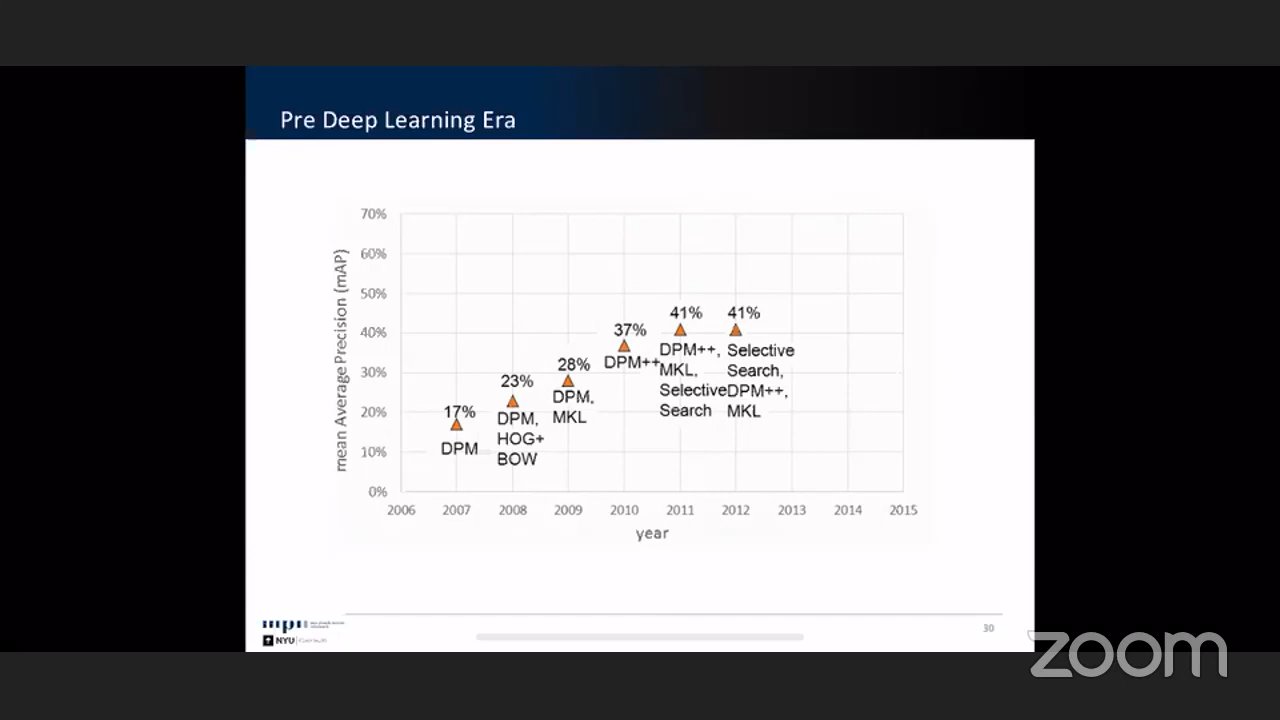 Pre Deep Learning Era
mean Average Precision (mAP)
70%
60%
50%
40%
30%
20%
10%
0%
17%
DPM
23%
DPM,
HOG+
BOW
28%
DPM,
MKL
37%
DPM++
41%
DPM++,
MKL,
Selective
Search
41%
Selective
Search,
DPM++,
MKL
2006 2007 2008 2009 2010 2011 2012 2013 2014 2015
year
NYU
30
zoom